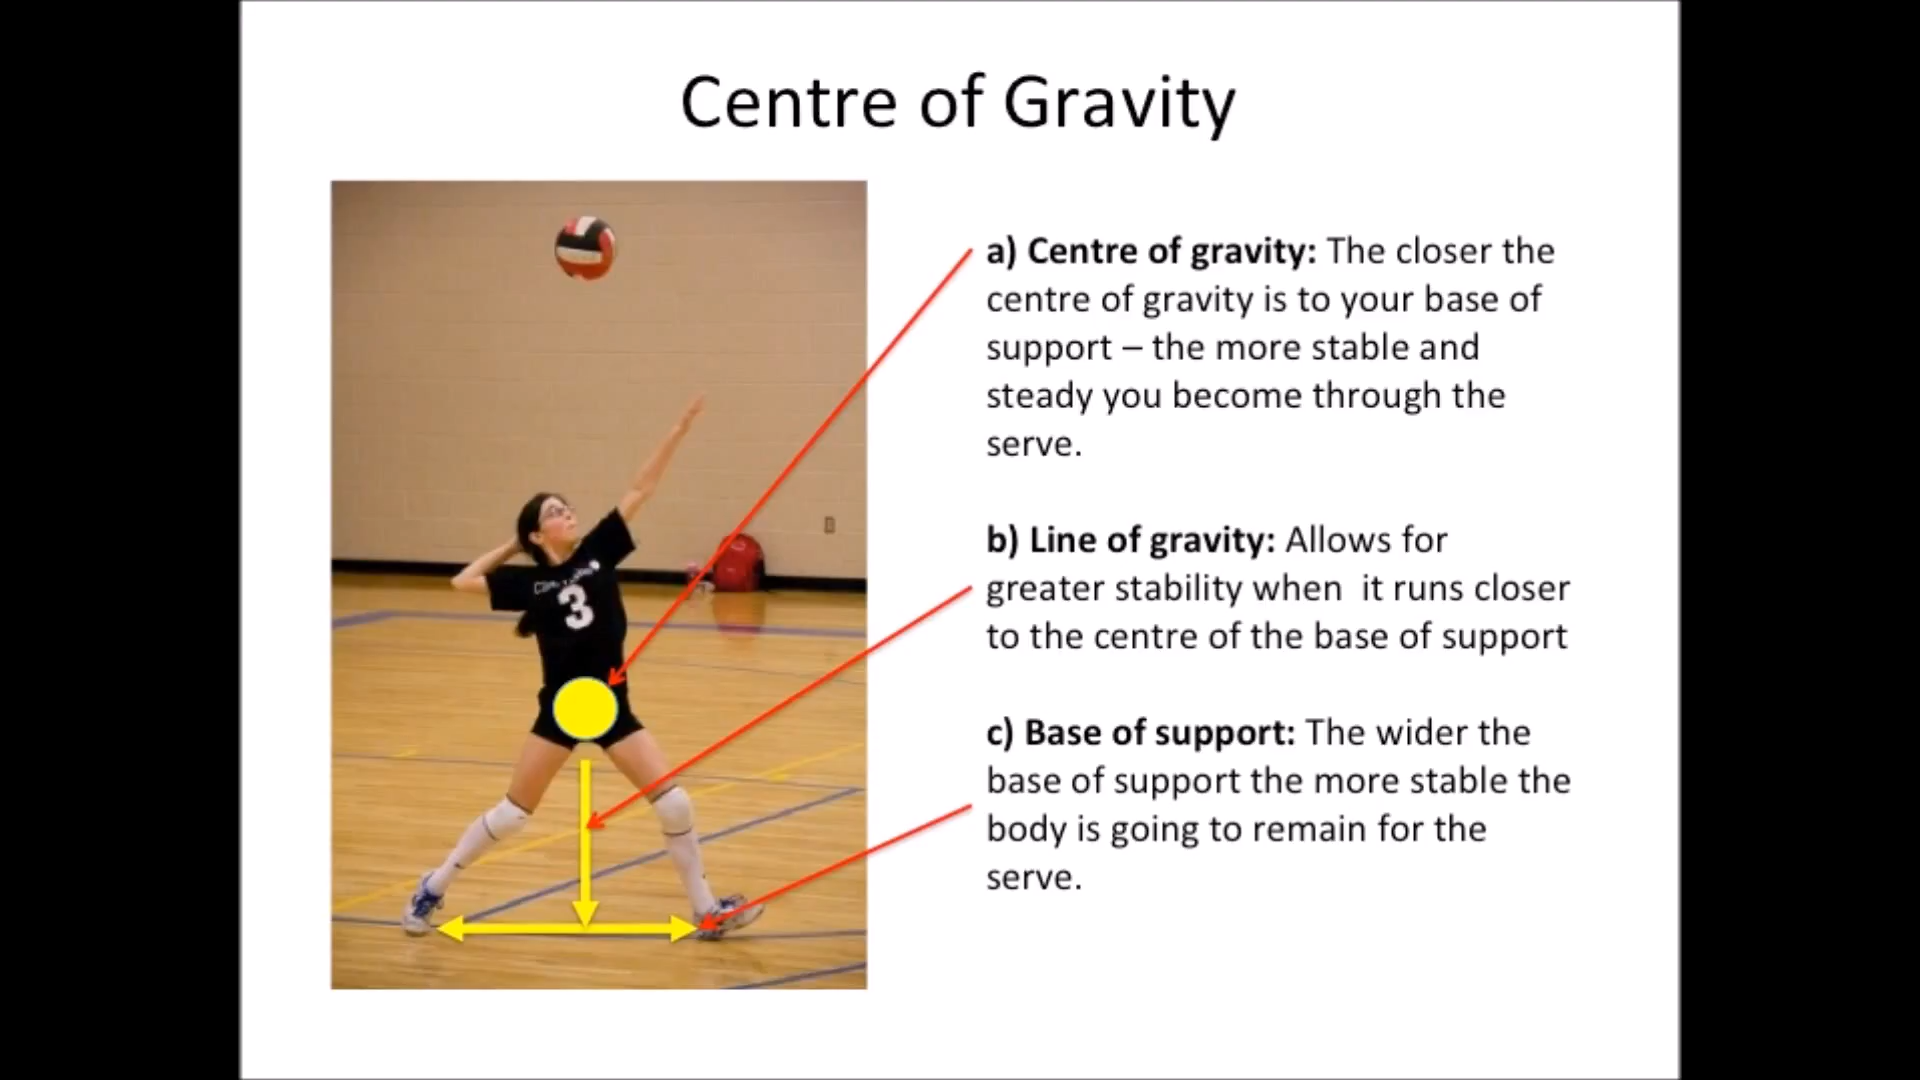 Centre of Gravity
a) Centre of gravity: The closer the
centre of gravity is to your base of
support – the more stable and
steady you become through the
serve.
b) Line of gravity: Allows for
greater stability when  it runs closer
to the centre of the base of support
c) Base of support: The wider the
base of support the more stable the
body is going to remain for the
serve.
3